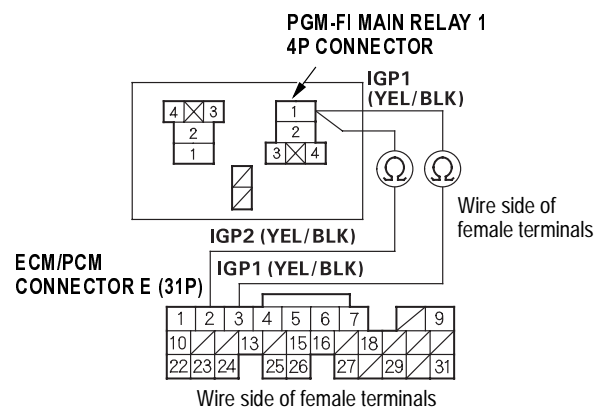 PGM-FI MAIN RELAY 1
4P CONNECTOR
IGP1
(YEL/BLK)
4 3
2
1
1
2
3 4
Ω Ω
Wire side of
female terminals
IGP2 (YEL/BLK)
IGP1 (YEL/BLK)
ECM/PCM
CONNECTOR E (31P)
1 2 3 4 5 6 7 9
10 13 15 16 18
22 23 24 25 26 27 29 31
Wire side of female terminals